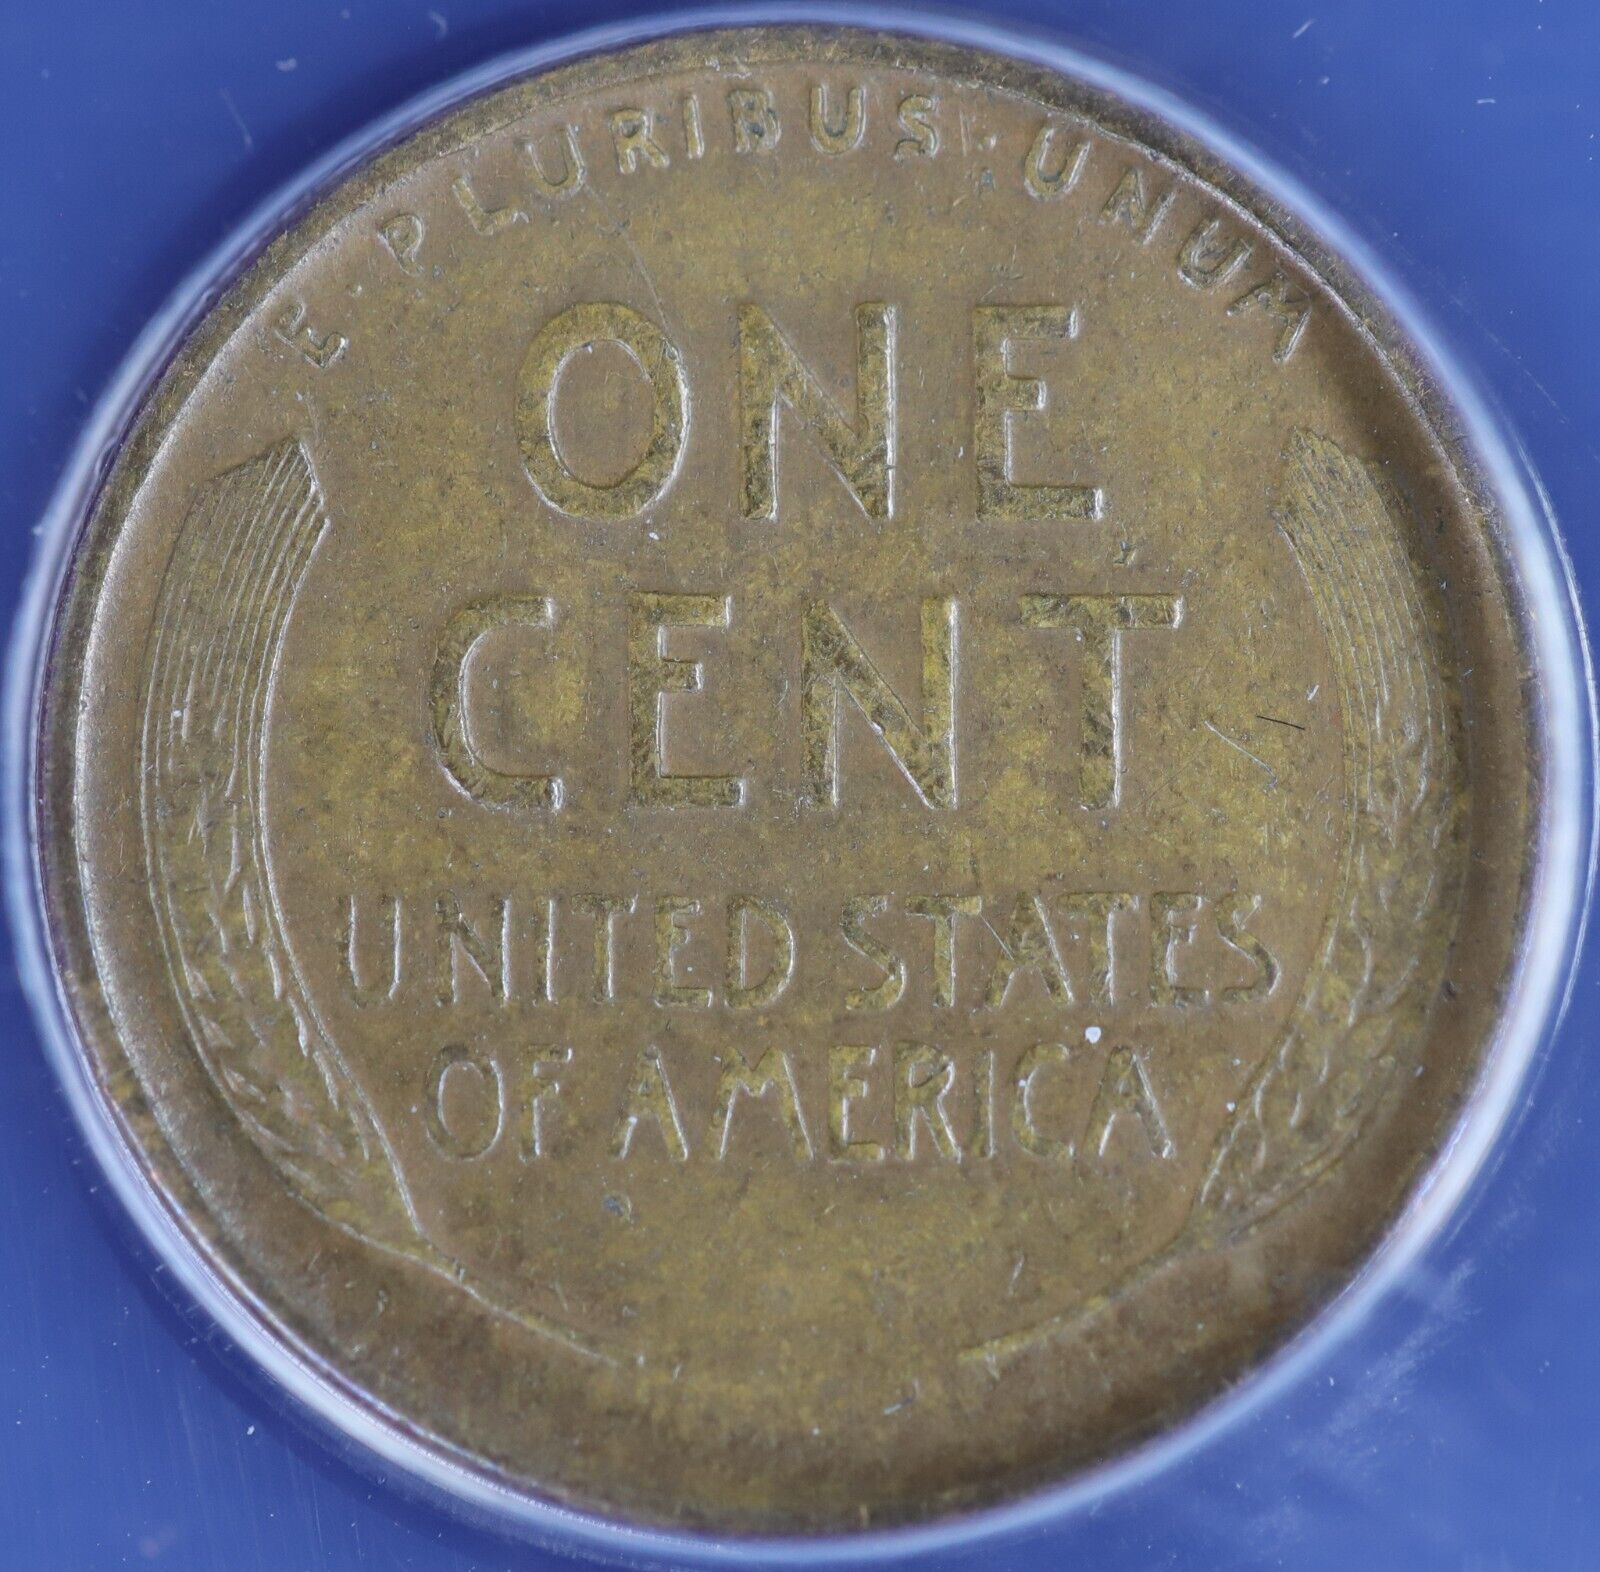 E · PLURIBUS · UNUM
ONE
CENT
UNITED STATES
OF AMERICA